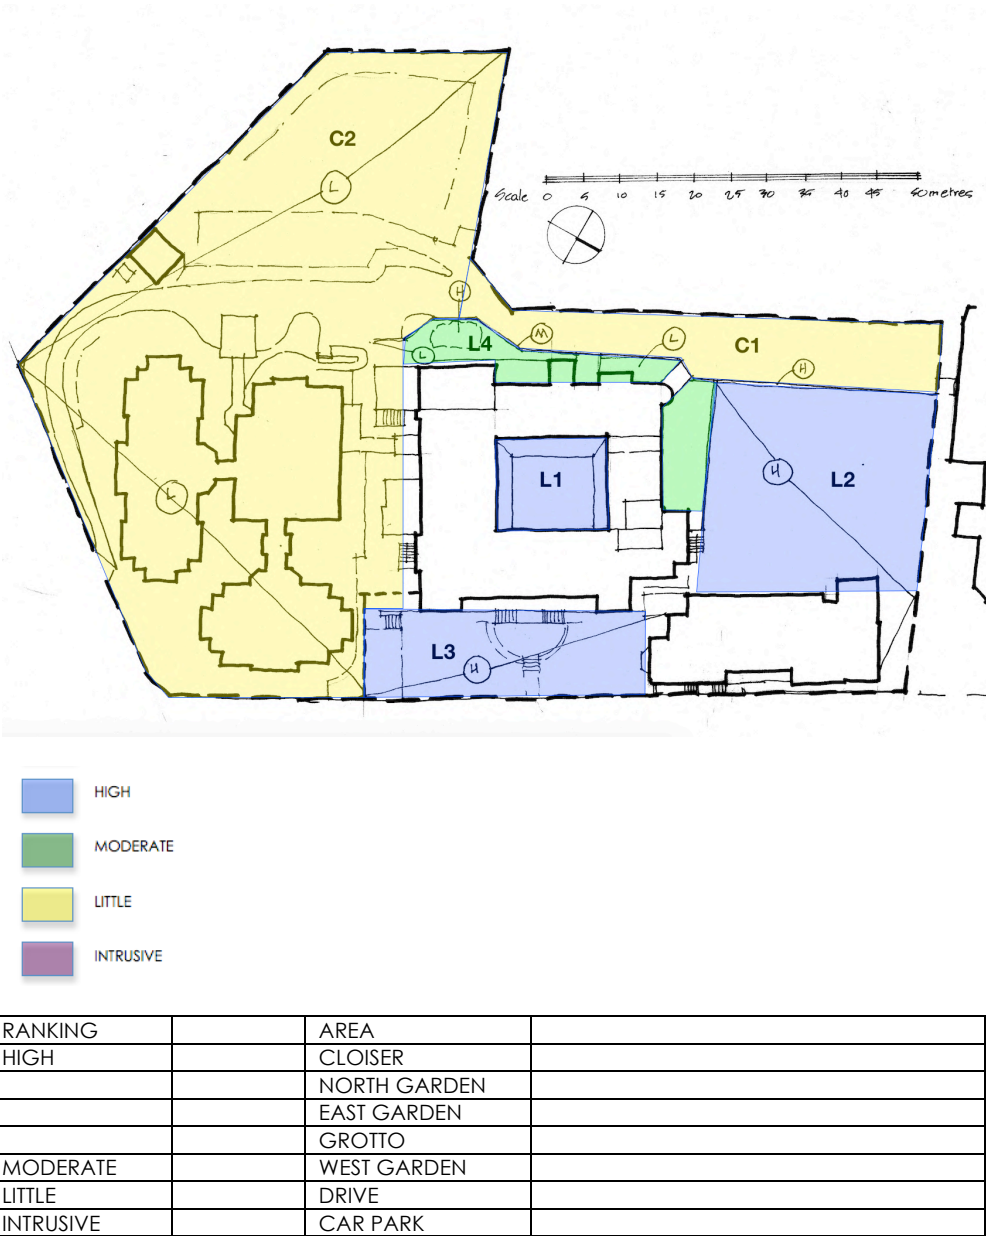 C2
L
Scale 0 5 10 15 20 25 30 35 40 45 50 metres
H
M
L
L4
L
C1
H
L1
H
L2
L
L3
H
HIGH
MODERATE
LITTLE
INTRUSIVE
RANKING AREA
HIGH CLOISER
NORTH GARDEN
EAST GARDEN
GROTTO
MODERATE WEST GARDEN
LITTLE DRIVE
INTRUSIVE CAR PARK